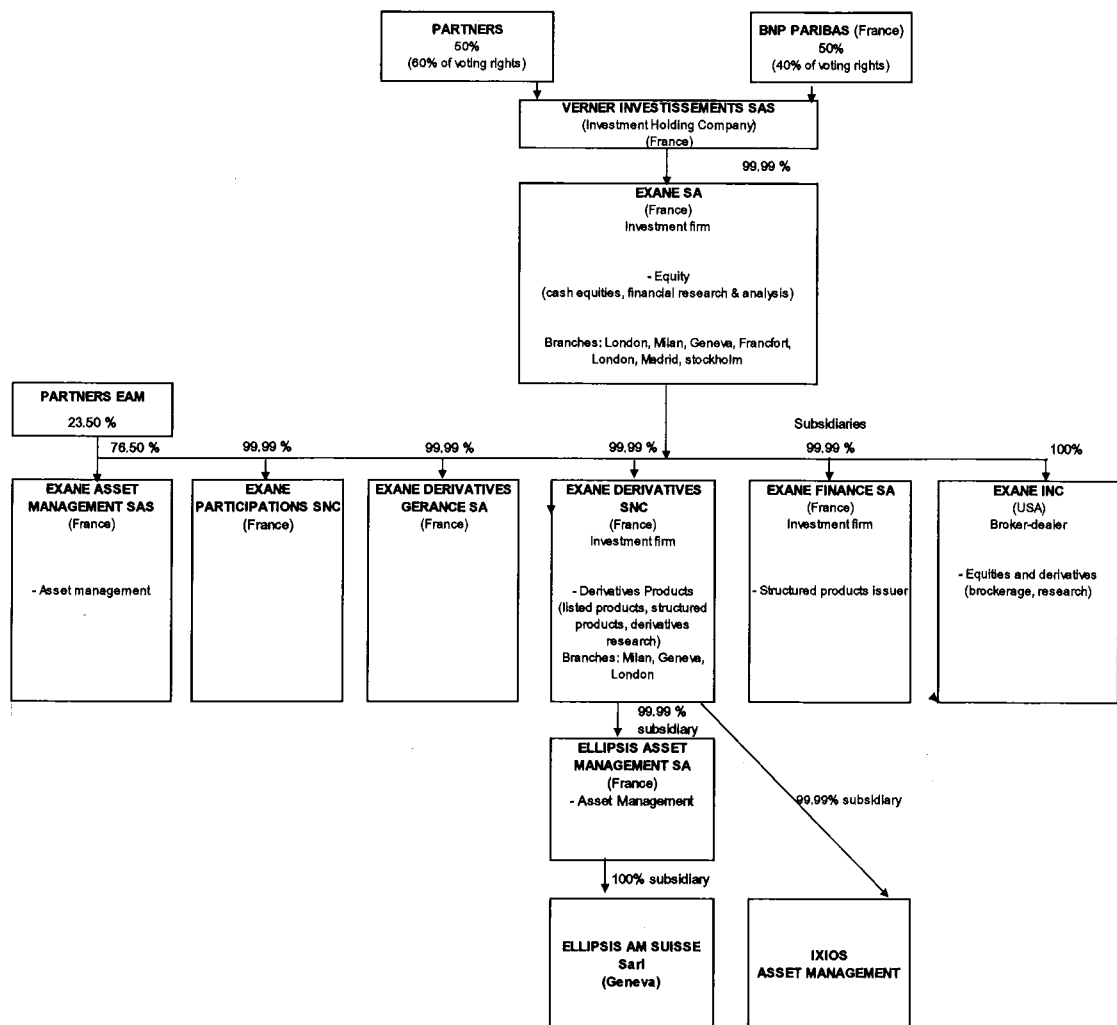 PARTNERS
50%
(60% of voting rights)
BNP PARIBAS (France)
50%
(40% of voting rights)
VERNER INVESTISSEMENTS SAS
(Investment Holding Company)
(France)
99,99 %
EXANE SA
(France)
Investment firm
- Equity
(cash equities, financial research & analysis)
Branches: London, Milan, Geneva, Francfort,
London, Madrid, stockholm
PARTNERS EAM
23.50 %
Subsidiaries
76.50 %
99,99 %
99,99 %
99,99 %
99,99 %
100%
EXANE ASSET
MANAGEMENT SAS
(France)
- Asset management
EXANE
PARTICIPATIONS SNC
(France)
EXANE DERIVATIVES
GERANCE SA
(France)
EXANE DERIVATIVES
SNC
(France)
Investment firm
- Derivatives Products
(listed products, structured
products, derivatives
research)
Branches: Milan, Geneva,
London
EXANE FINANCE SA
(France)
Investment firm
- Structured products issuer
EXANE INC
(USA)
Broker-dealer
- Equities and derivatives
(brockerage, research)
99.99 %
subsidiary
ELLIPSIS ASSET
MANAGEMENT SA
(France)
- Asset Management
99,99% subsidiary
100% subsidiary
ELLIPSIS AM SUISSE
Sarl
(Geneva)
IXIOS
ASSET MANAGEMENT